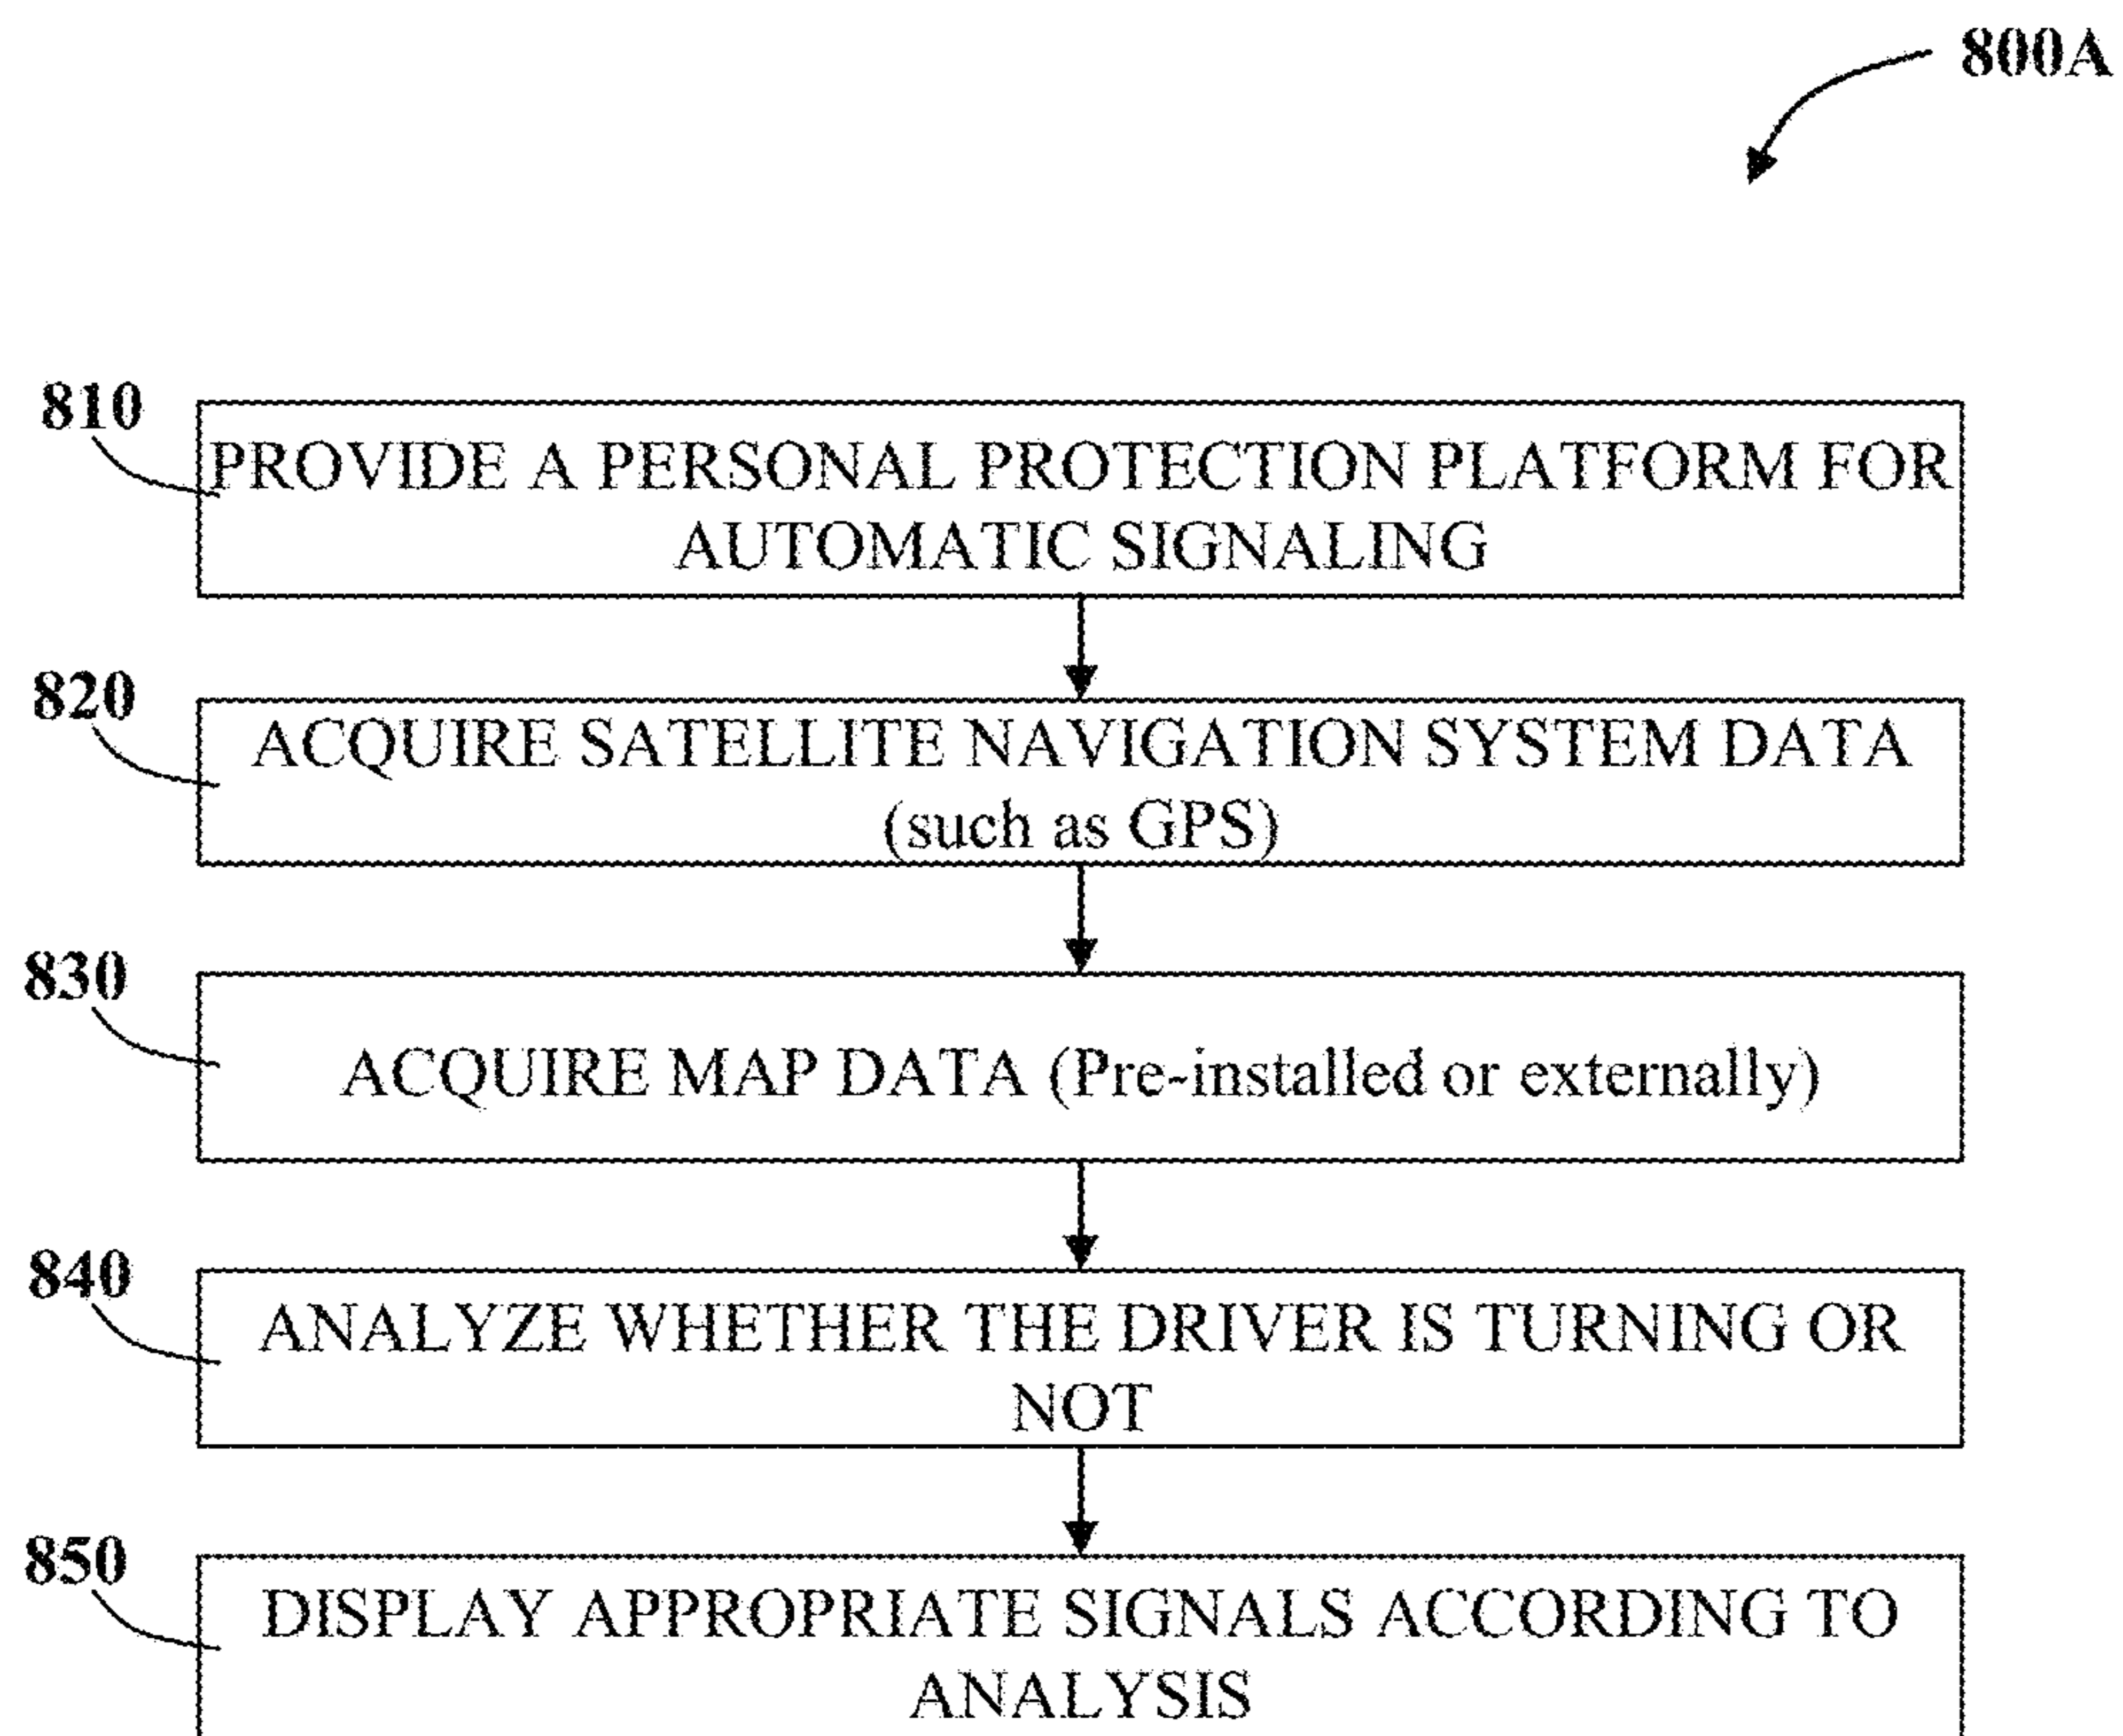 800A
810
PROVIDE A PERSONAL PROTECTION PLATFORM FOR
AUTOMATIC SIGNALING
820
ACQUIRE SATELLITE NAVIGATION SYSTEM DATA
(such as GPS)
830
ACQUIRE MAP DATA (Pre-installed or externally)
840
ANALYZE WHETHER THE DRIVER IS TURNING OR
NOT
850
DISPLAY APPROPRIATE SIGNALS ACCORDING TO
ANALYSIS